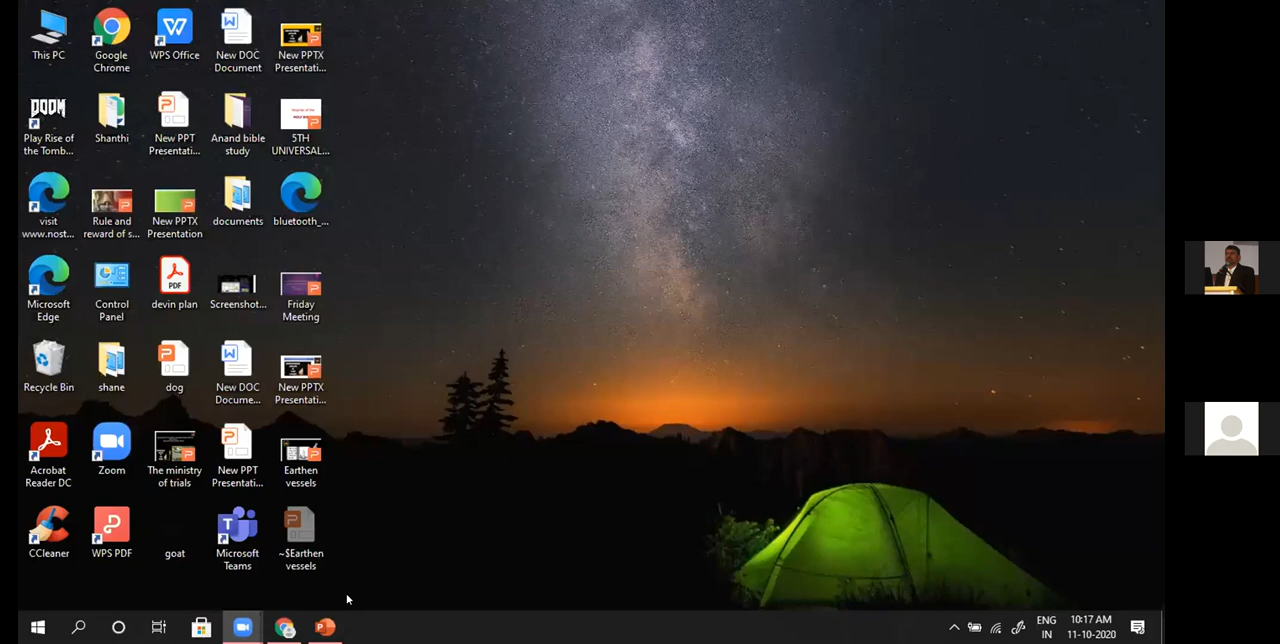 This PC
Google
Chrome
WPS Office
New DOC
Document
New PPTX
Presentati...
DOOM
Play Rise of
the Tomb...
Shanthi
New PPT
Presentati...
Anand bible
study
5TH
UNIVERSAL...
visit
www.nost...
Rule and
reward of s...
New PPTX
Presentation
documents
bluetooth_...
Microsoft
Edge
Control
Panel
PDF
devin plan
Screenshot...
Friday
Meeting
Recycle Bin
shane
dog
New DOC
Docume...
New PPTX
Presentati...
Acrobat
Reader DC
Zoom
The ministry
of trials
New PPT
Presentati...
Earthen
vessels
CCleaner
WPS PDF
goat
Microsoft
Teams
~$Earthen
vessels
ENG
IN
10:17 AM
11-10-2020